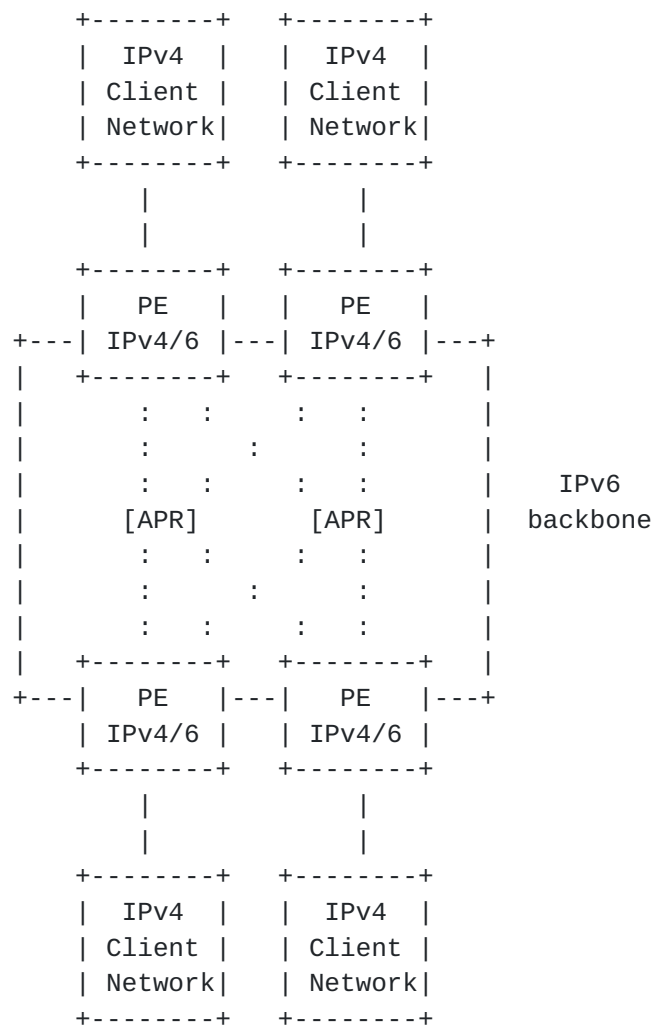 IPv4 IPv4
Client Client
Network Network
PE PE
IPv4/6 IPv4/6
IPv6
[APR] [APR] backbone
PE PE
IPv4/6 IPv4/6
IPv4 IPv4
Client Client
Network Network